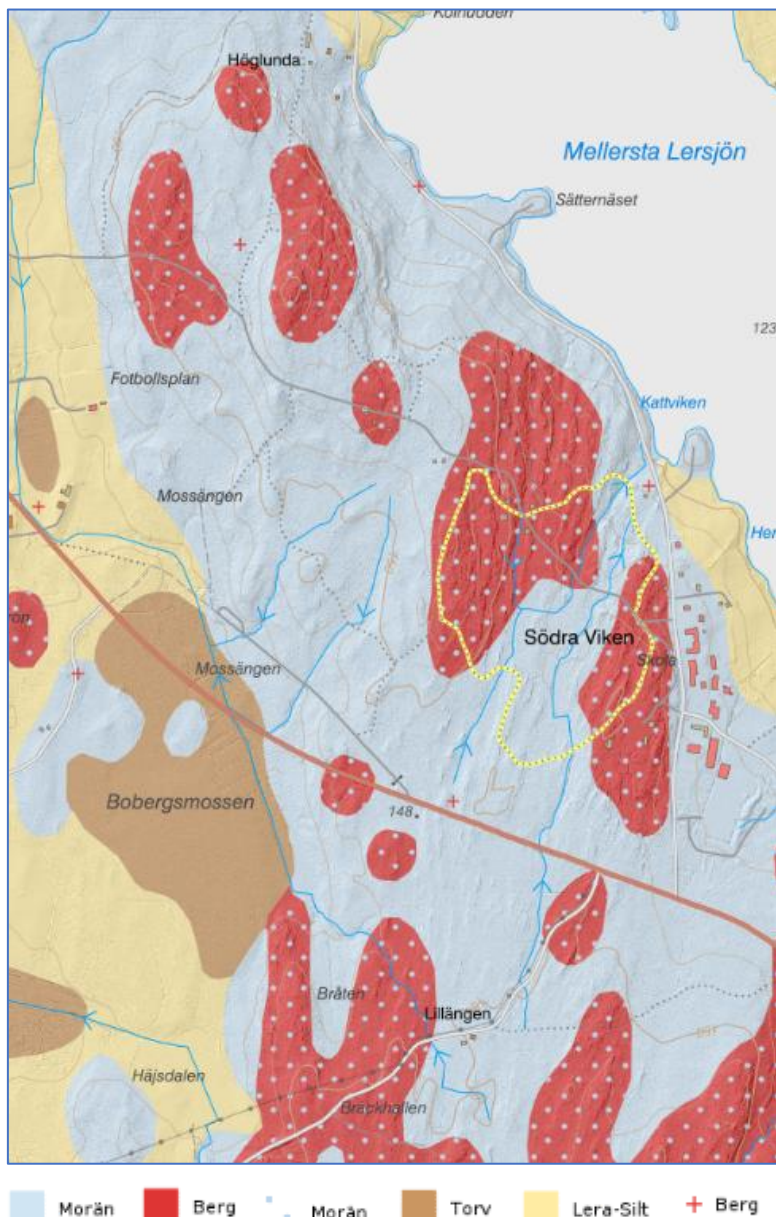 Höglunda
Mellersta Lersjön
Sätternäset
123
Fotbollsplan
Kattviken
Mossängen
Her
Södra Viken
Skola
Mossängen
Bobergsmossen
148
Bråten
Lillängen
Häjsdalen
Brackhallen
Morän
Berg
Morän
Torv
Lera-Silt
Berg